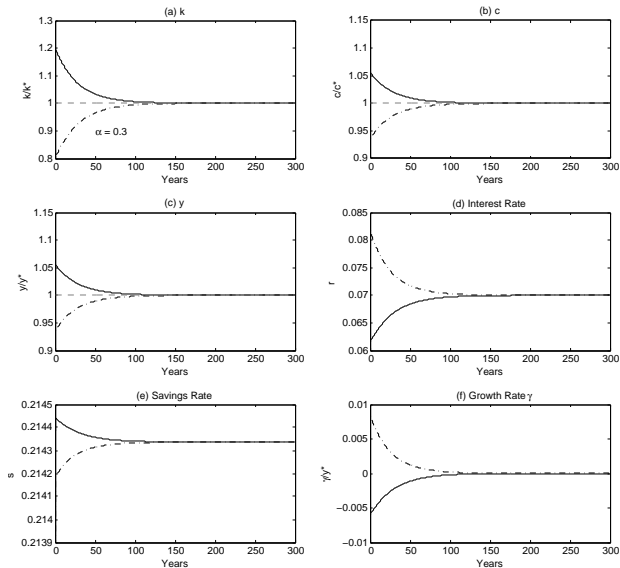 (a) k
1.3
1.2
1.1
1
0.9
0.8
k/k*
α = 0.3
0 50 100 150 200 250 300
Years
(b) c
1.15
1.1
1.05
1
0.95
0.9
c/c*
0 50 100 150 200 250 300
Years
(c) y
1.15
1.1
1.05
1
0.95
0.9
y/y*
0 50 100 150 200 250 300
Years
(d) Interest Rate
0.085
0.08
0.075
0.07
0.065
0.06
r
0 50 100 150 200 250 300
Years
(e) Savings Rate
0.2145
0.2144
0.2143
0.2142
0.2141
0.214
0.2139
s
0 50 100 150 200 250 300
Years
(f) Growth Rate γ
0.01
0.005
0
−0.005
−0.01
γ/y*
0 50 100 150 200 250 300
Years